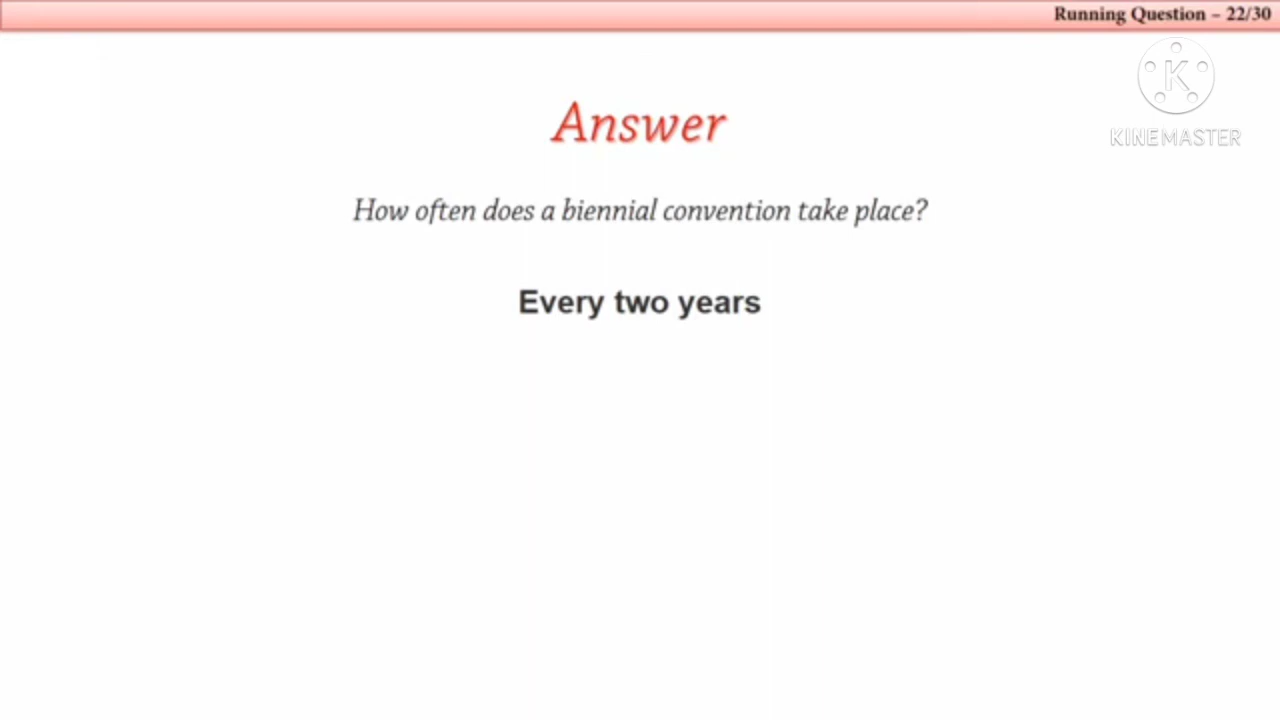 Running Question – 22/30
K
KINEMASTER
Answer
How often does a biennial convention take place?
Every two years